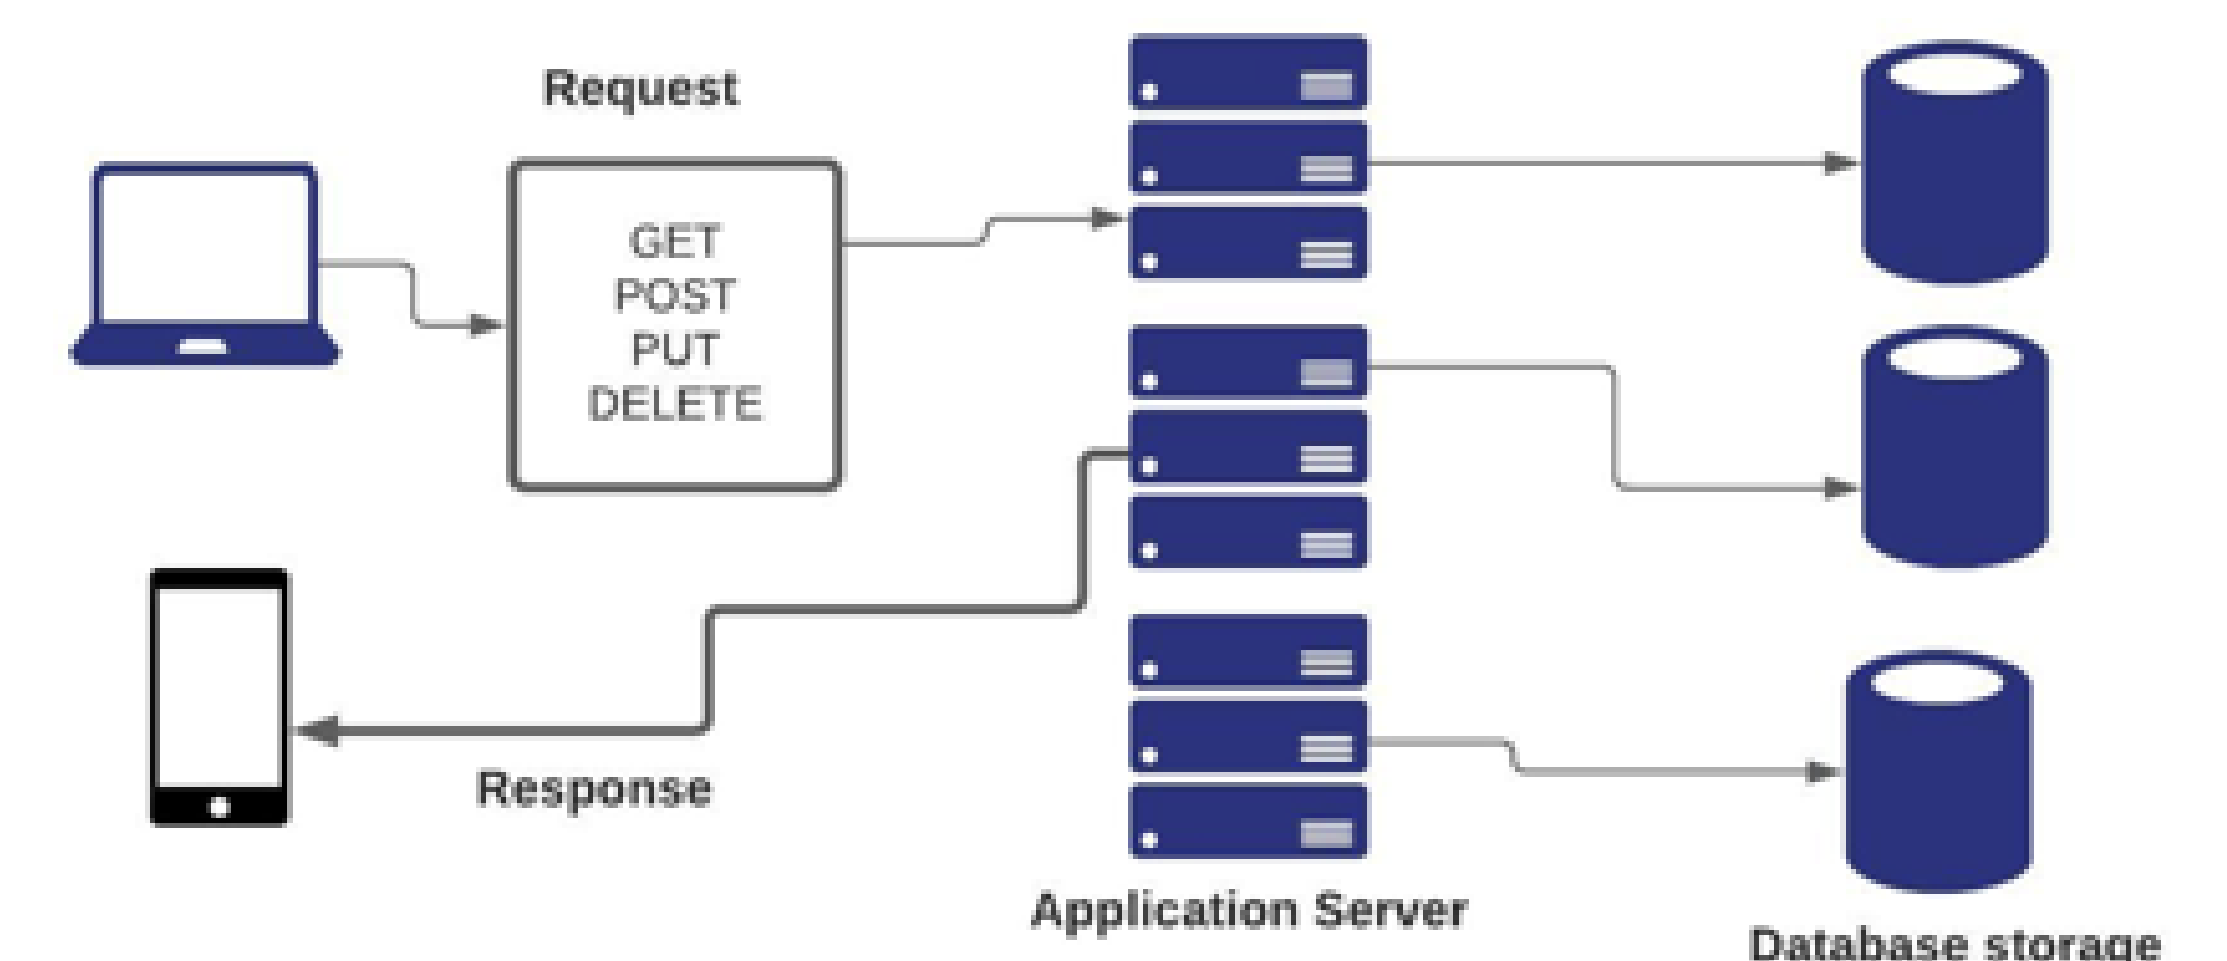 Request
GET
POST
PUT
DELETE
Response
Application Server
Database storage